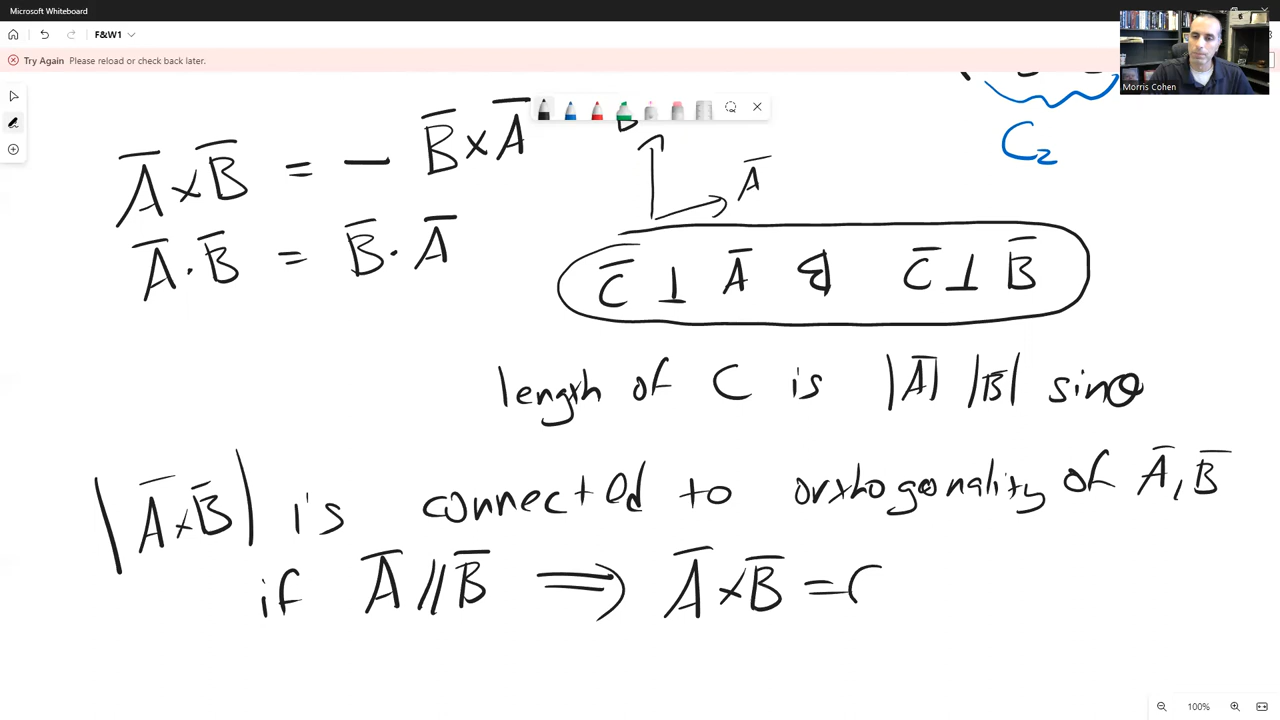 Microsoft Whiteboard
F&W1
Try Again Please reload or check back later.
Morris Cohen
C₂
A̅×B̅ = − B̅×A̅
A̅
A̅·B̅ = B̅·A̅
C̅ ⊥ A̅ & C̅ ⊥ B̅
length of C is |A̅| |B̅| sinθ
|A̅×B̅| is connected to orthogonality of A̅, B̅
if A̅ // B̅ ⟹ A̅×B̅ =
100%